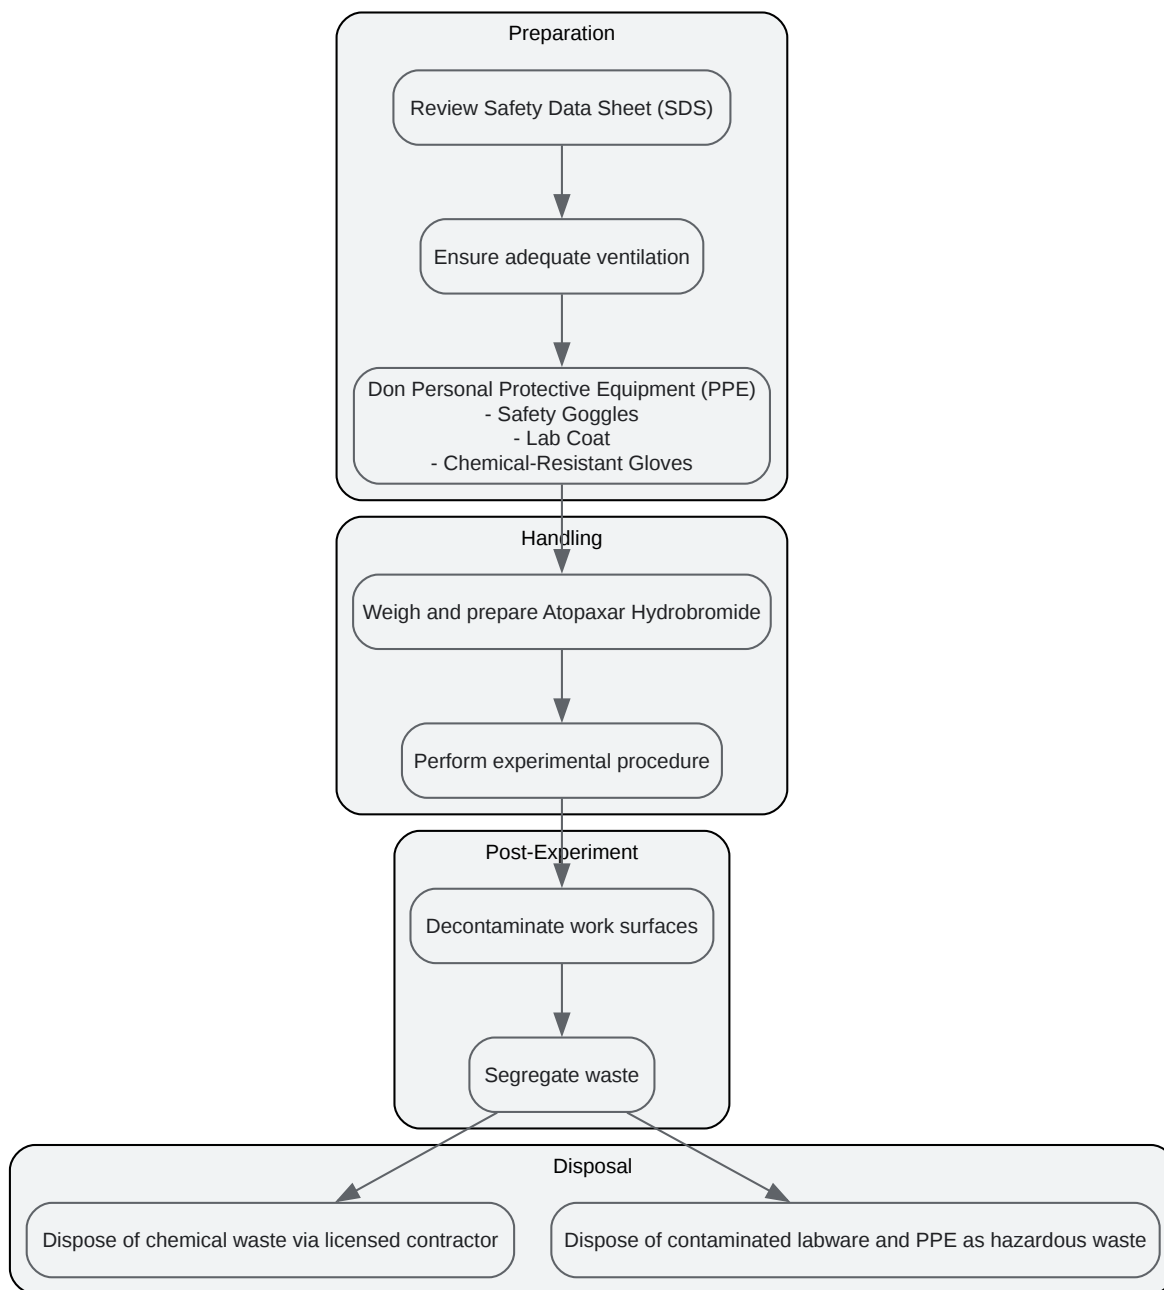 Preparation
Review Safety Data Sheet (SDS)
Ensure adequate ventilation
Don Personal Protective Equipment (PPE)
- Safety Goggles
- Lab Coat
- Chemical-Resistant Gloves
Handling
Weigh and prepare Atopaxar Hydrobromide
Perform experimental procedure
Post-Experiment
Decontaminate work surfaces
Segregate waste
Disposal
Dispose of chemical waste via licensed contractor
Dispose of contaminated labware and PPE as hazardous waste